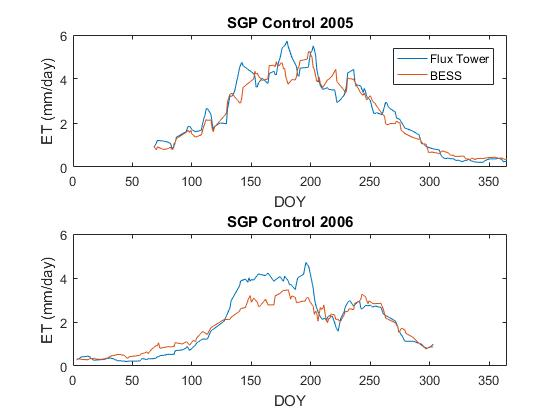 SGP Control 2005
6
4
2
0
ET (mm/day)
Flux Tower
BESS
0 50 100 150 200 250 300 350
DOY
SGP Control 2006
6
4
2
0
ET (mm/day)
0 50 100 150 200 250 300 350
DOY